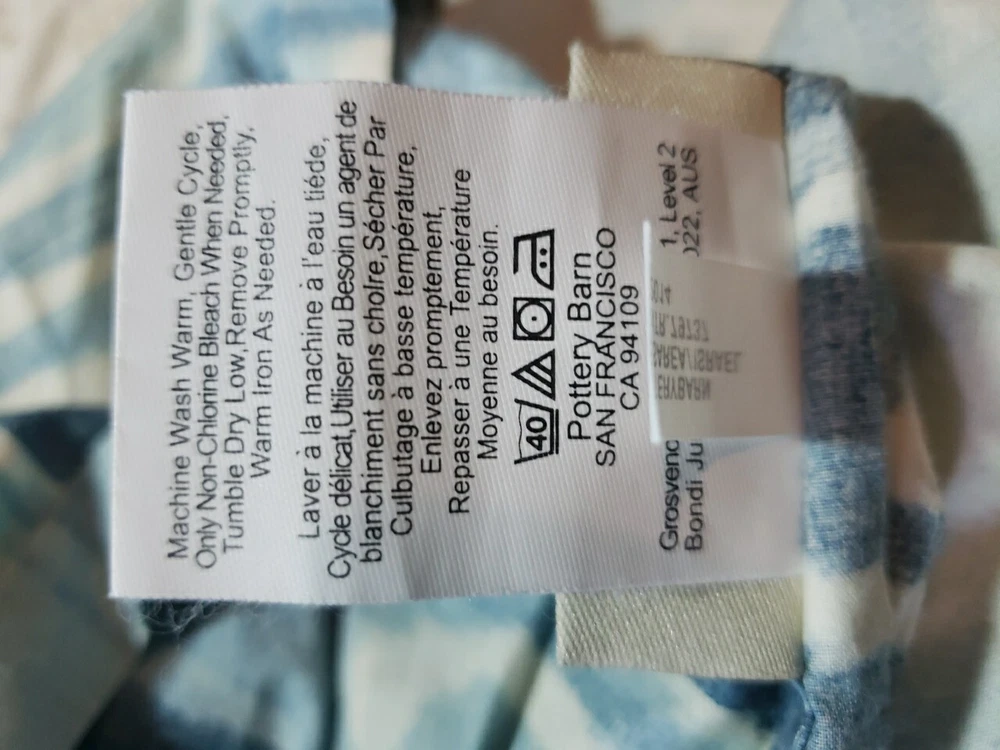 Machine Wash Warm, Gentle Cycle,
Only Non-Chlorine Bleach When Needed,
Tumble Dry Low, Remove Promptly,
Warm Iron As Needed.
Laver à la machine à l'eau tiéde,
Cycle délicat,Utiliser au Besoin un agent de
blanchiment sans cholre,Sécher Par
Culbutage à basse température,
Enlevez promptement,
Repasser à une Température
Moyenne au besoin.
40
Pottery Barn
SAN FRANCISCO
CA 94109
1, Level 2
022, AUS
Grosvenc
Bondi Ju